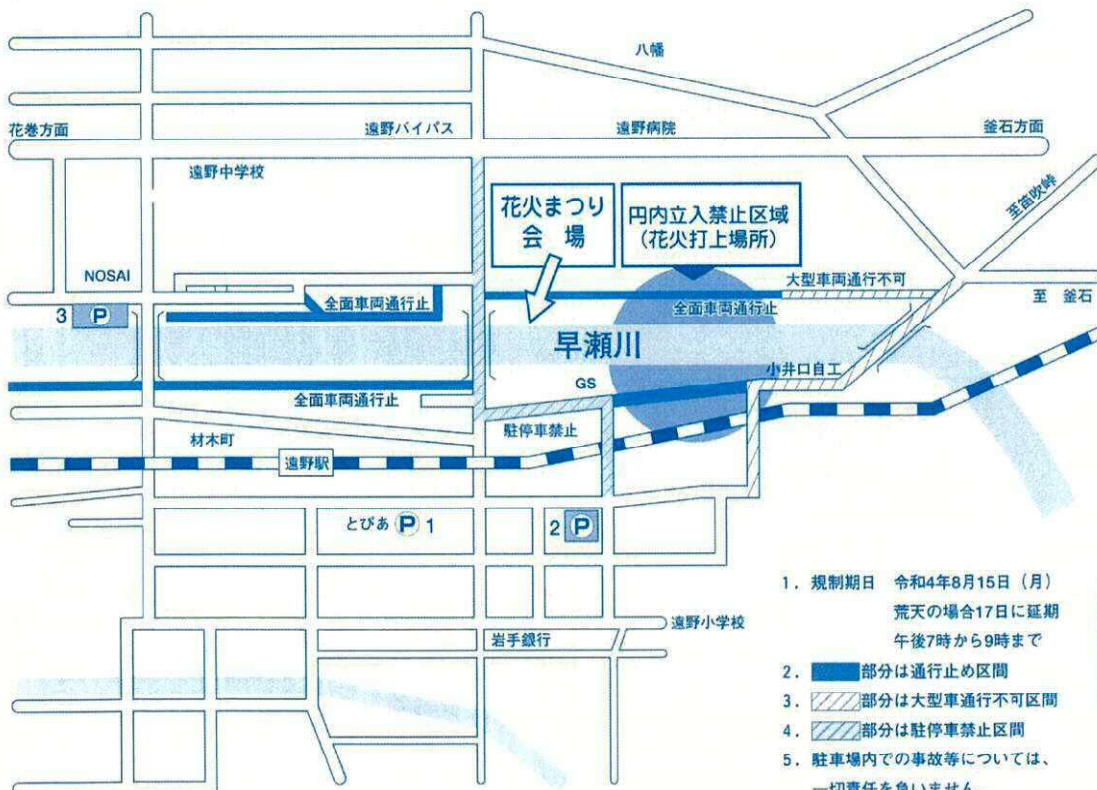 八幡
花巻方面
遠野バイパス
遠野病院
釜石方面
遠野中学校
至笛吹峠
花火まつり
会場
円内立入禁止区域
(花火打上場所)
NOSAI
大型車両通行不可
全面車両通行止
全面車両通行止
至 釜石
3 P
早瀬川
小井口自工
GS
全面車両通行止
駐停車禁止
材木町
遠野駅
とぴあ P 1
2 P
遠野小学校
岩手銀行
1. 規制期日 令和4年8月15日(月)
荒天の場合17日に延期
午後7時から9時まで
2. 部分は通行止め区間
3. 部分は大型車通行不可区間
4. 部分は駐停車禁止区間
5. 駐車場内での事故等については、
一切責任を負いません